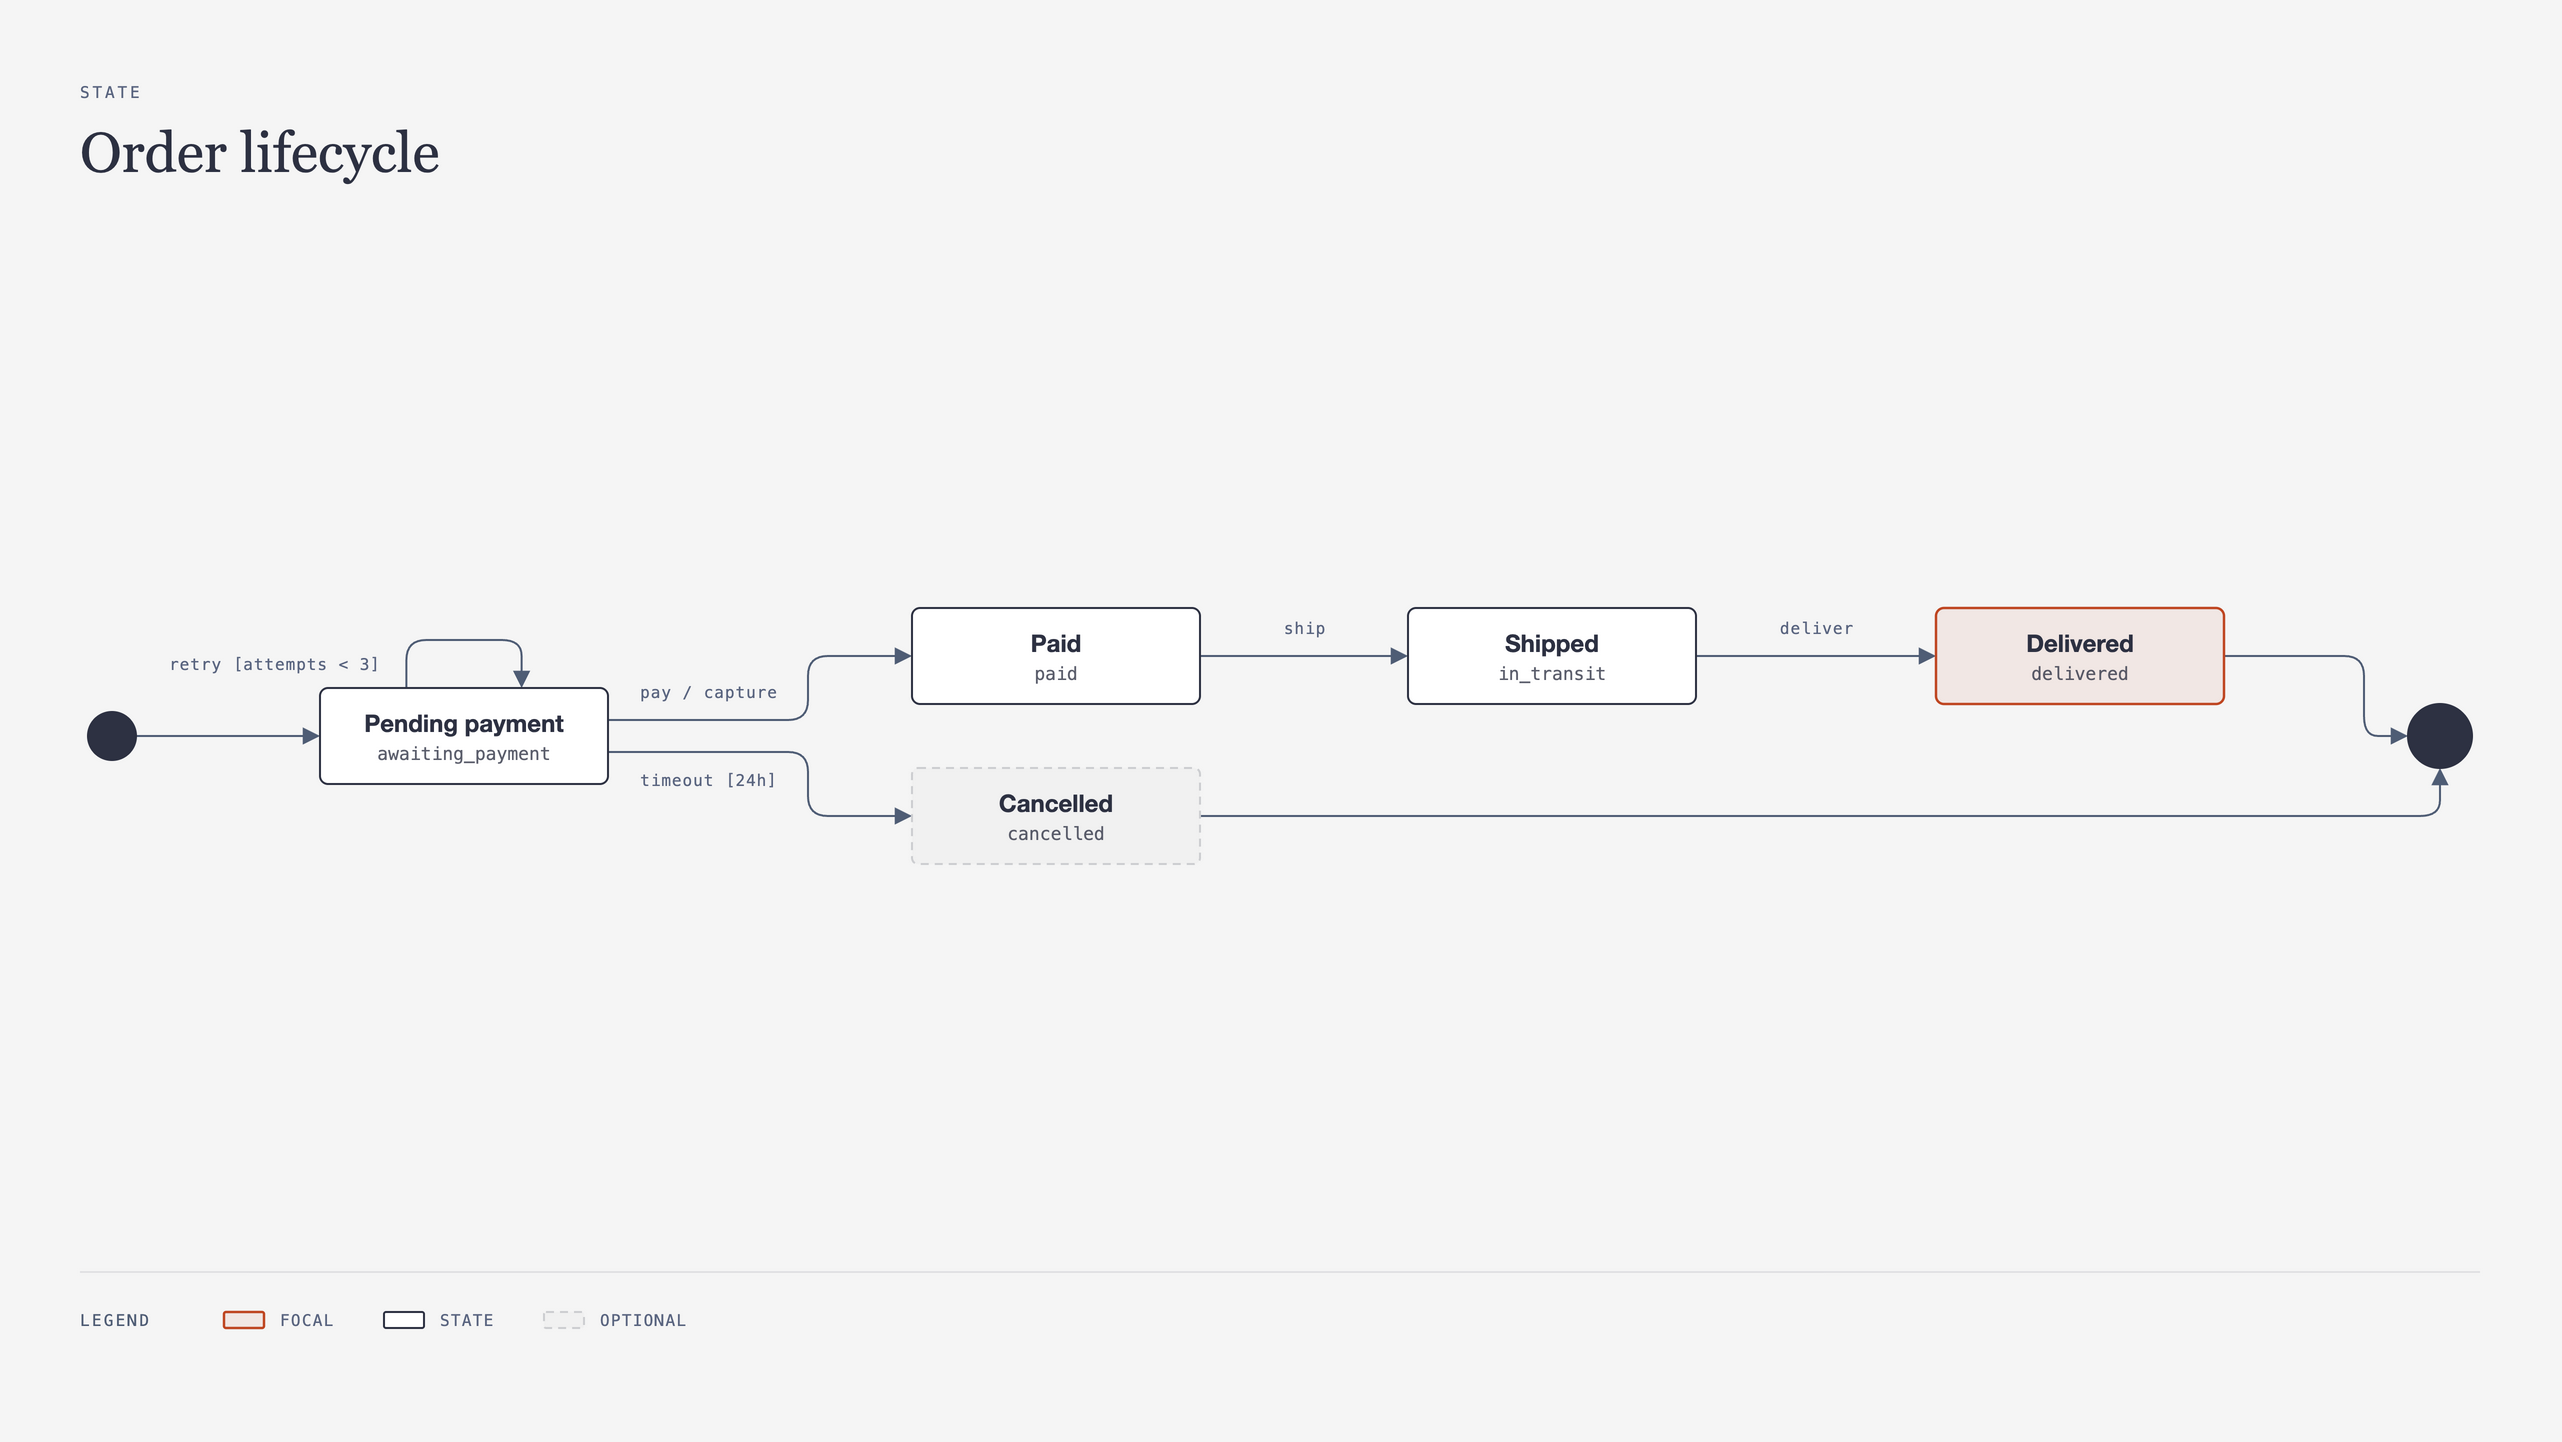 STATE
Order lifecycle
retry [attempts < 3]
Pending payment
awaiting_payment
pay / capture
timeout [24h]
Paid
paid
ship
Shipped
in_transit
deliver
Delivered
delivered
Cancelled
cancelled
LEGEND
FOCAL
STATE
OPTIONAL